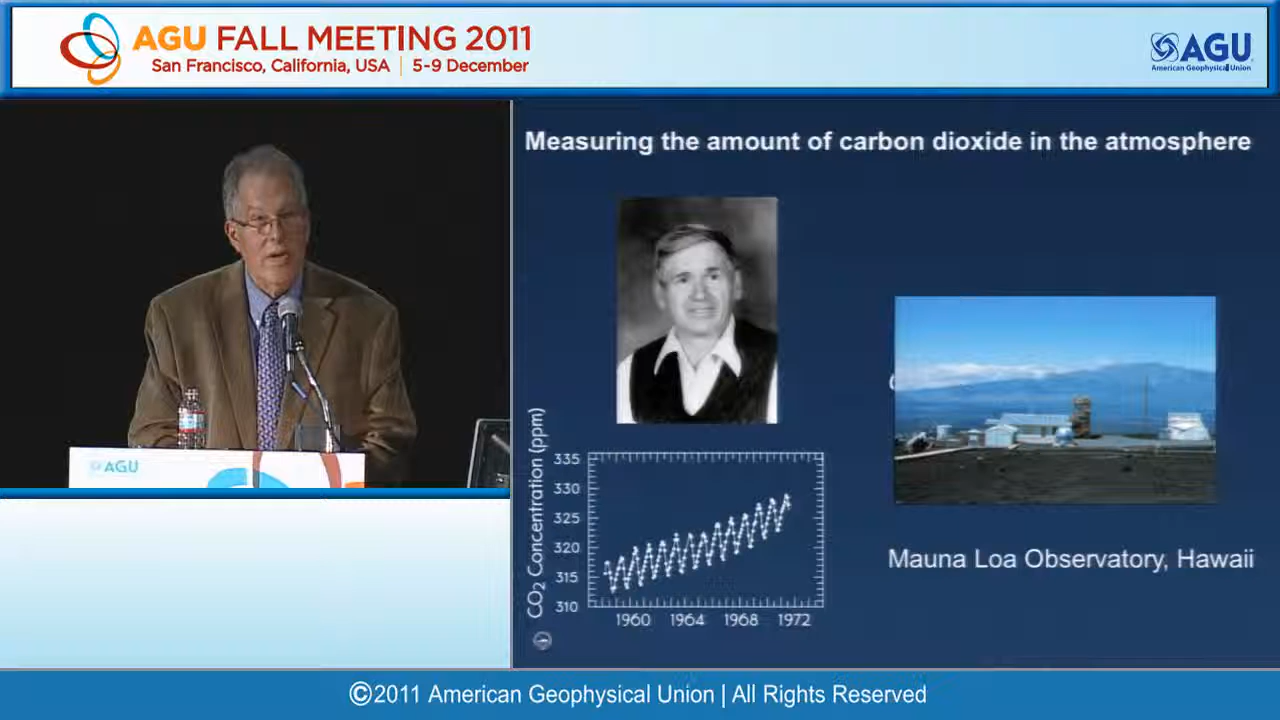 AGU FALL MEETING 2011
San Francisco, California, USA | 5-9 December
AGU
American Geophysical Union
Measuring the amount of carbon dioxide in the atmosphere
AGU
CO2 Concentration (ppm)
335
330
325
320
315
310
1960 1964 1968 1972
Mauna Loa Observatory, Hawaii
©2011 American Geophysical Union | All Rights Reserved